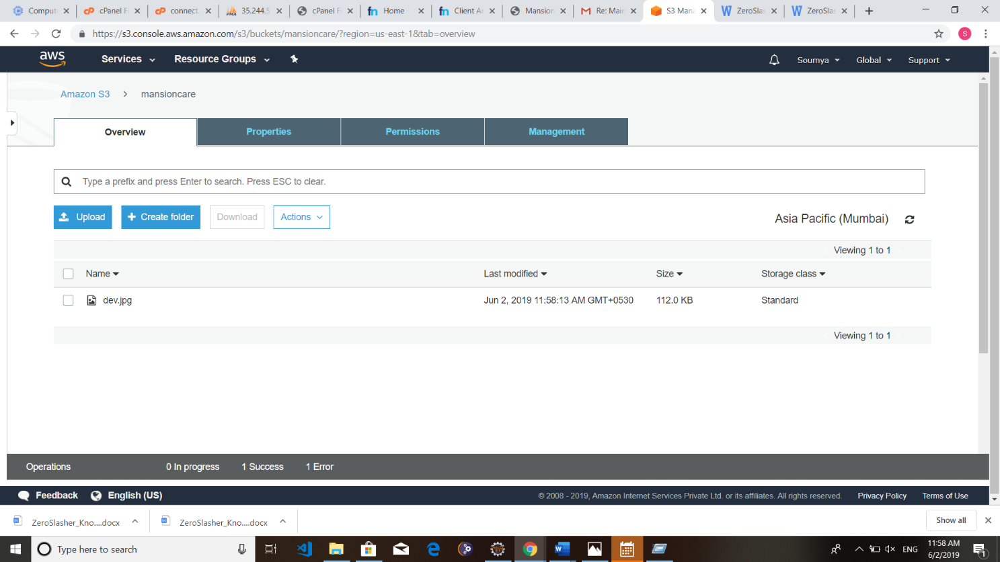 Comput
cPanel F
connect.
35.244.5
cPanel F
Home
Client A
Mansion
Re: Main
S3 Mana
ZeroSlas
ZeroSlas
https://s3.console.aws.amazon.com/s3/buckets/mansioncare/?region=us-east-1&tab=overview
S
aws
Services
Resource Groups
Soumya
Global
Support
Amazon S3 > mansioncare
Overview
Properties
Permissions
Management
Type a prefix and press Enter to search. Press ESC to clear.
Upload
+ Create folder
Download
Actions
Asia Pacific (Mumbai)
Viewing 1 to 1
Name
Last modified
Size
Storage class
dev.jpg
Jun 2, 2019 11:58:13 AM GMT+0530
112.0 KB
Standard
Viewing 1 to 1
Operations
0 In progress
1 Success
1 Error
Feedback
English (US)
© 2008 - 2019, Amazon Internet Services Private Ltd. or its affiliates. All rights reserved.
Privacy Policy
Terms of Use
ZeroSlasher_Kno....docx
ZeroSlasher_Kno....docx
Show all
Type here to search
ENG
11:58 AM
6/2/2019
1